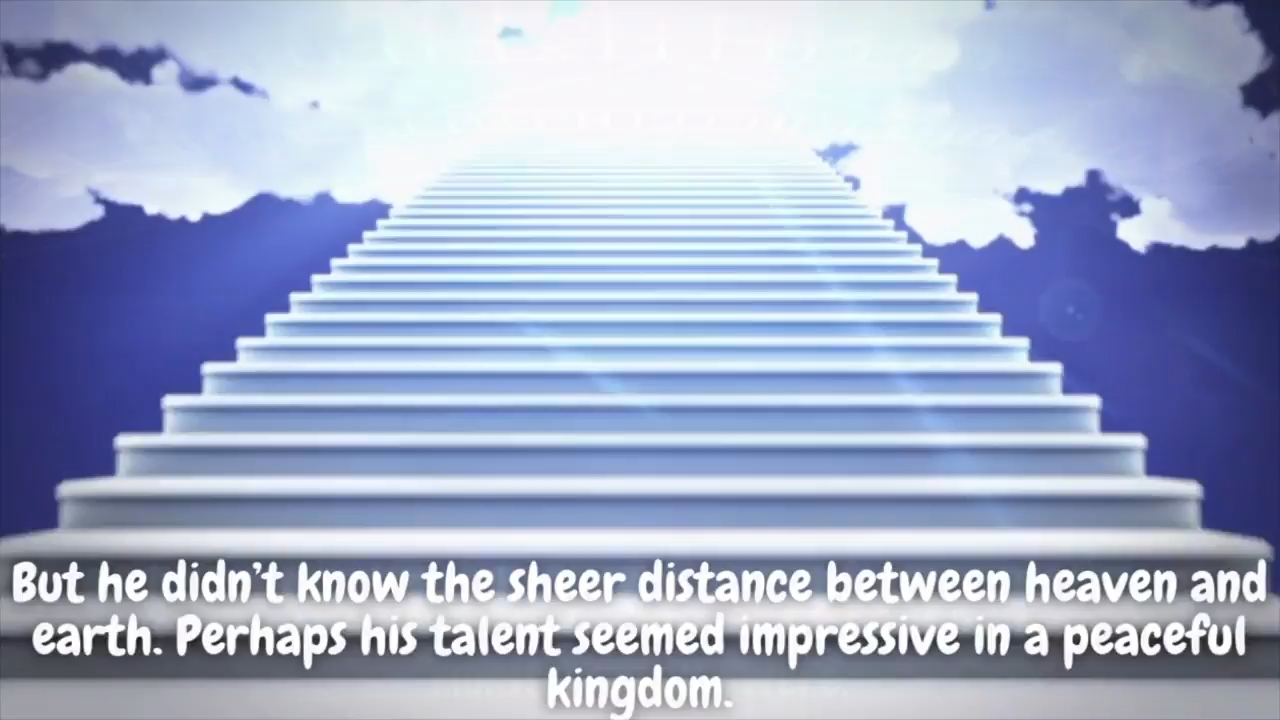 But he didn’t know the sheer distance between heaven and
earth. Perhaps his talent seemed impressive in a peaceful
kingdom.